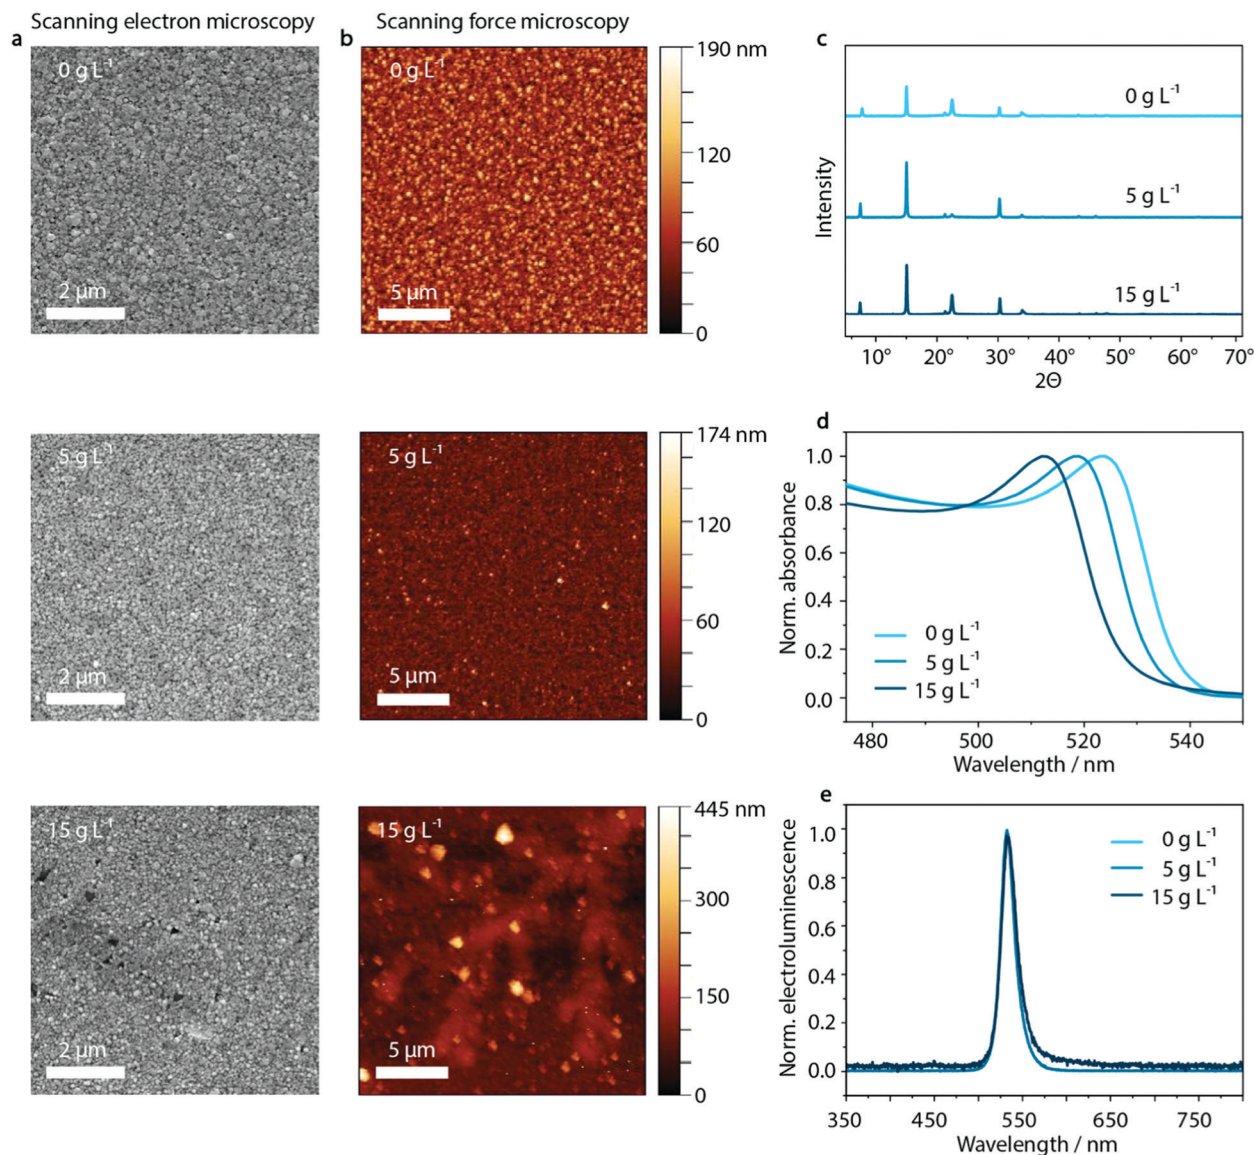 Scanning electron microscopy
Scanning force microscopy
a
0 g L⁻¹
2 µm
5 g L⁻¹
2 µm
15 g L⁻¹
2 µm
b
0 g L⁻¹
5 µm
190 nm
120
60
0
5 g L⁻¹
5 µm
174 nm
120
60
0
15 g L⁻¹
5 µm
445 nm
300
150
0
c
Intensity
0 g L⁻¹
5 g L⁻¹
15 g L⁻¹
10° 20° 30° 40° 50° 60° 70°
2Θ
d
Norm. absorbance
1.0
0.8
0.6
0.4
0.2
0.0
0 g L⁻¹
5 g L⁻¹
15 g L⁻¹
480 500 520 540
Wavelength / nm
e
Norm. electroluminescence
1.0
0.8
0.6
0.4
0.2
0.0
0 g L⁻¹
5 g L⁻¹
15 g L⁻¹
350 450 550 650 750
Wavelength / nm